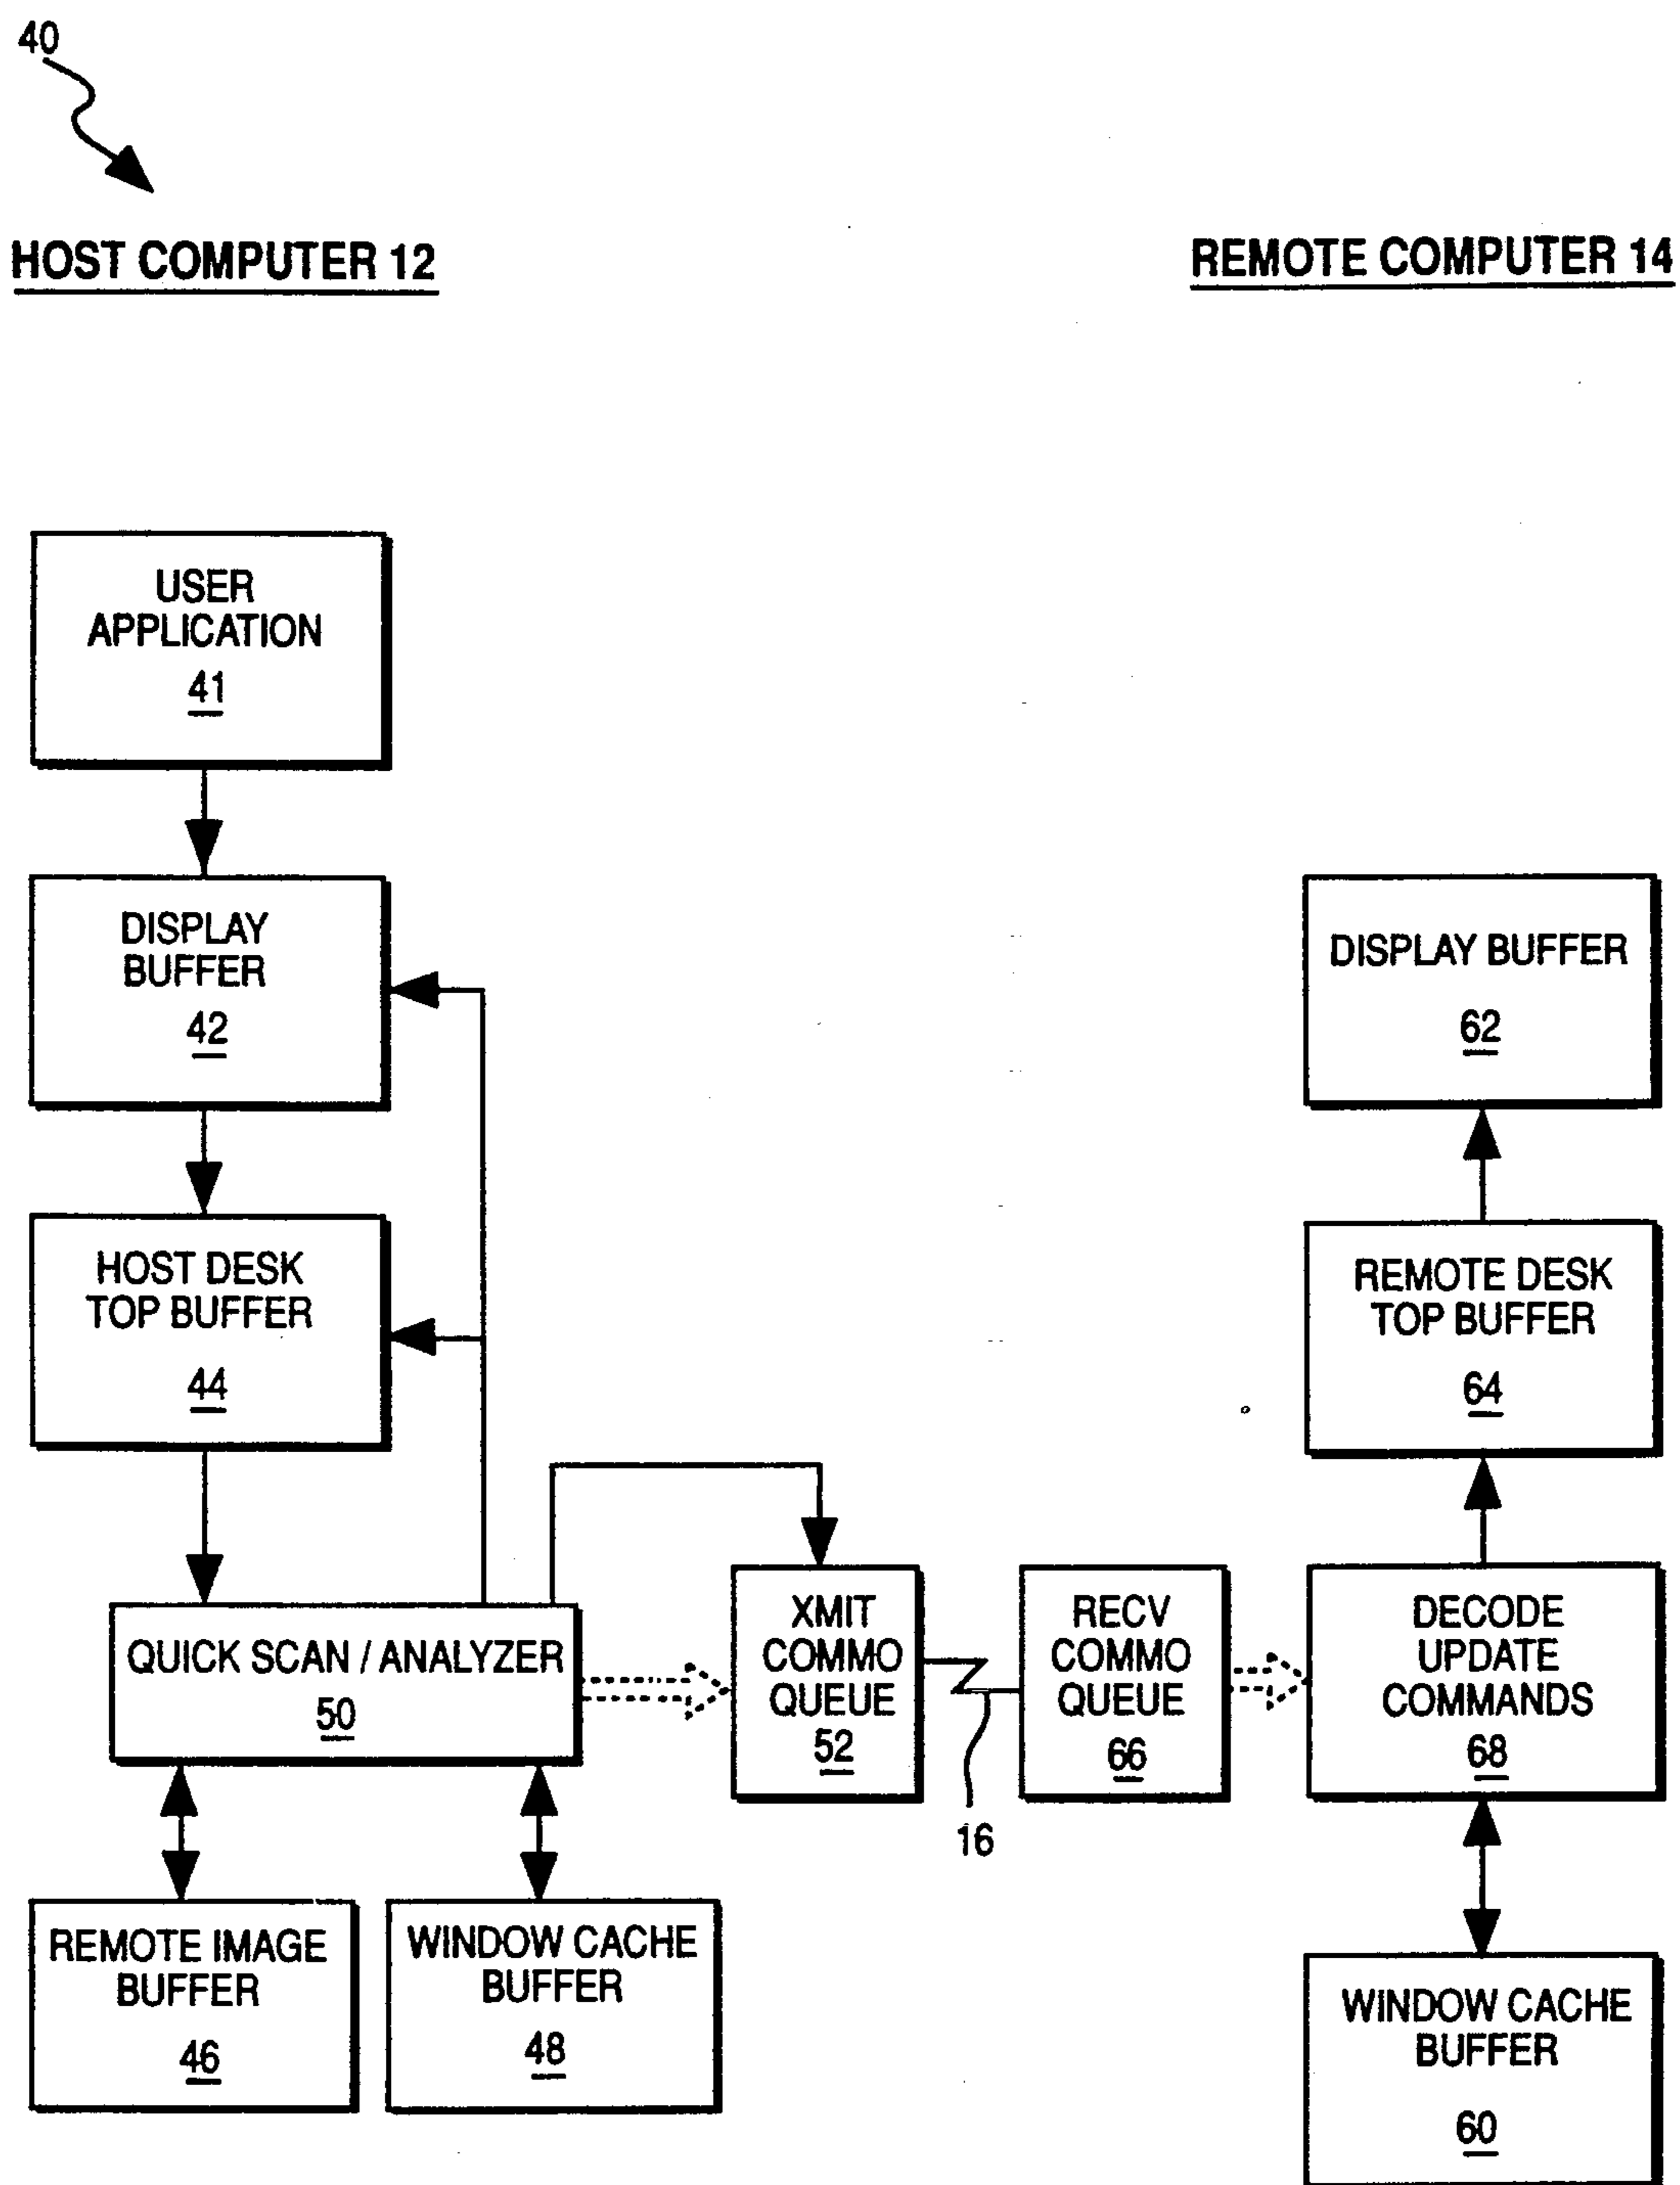 40
HOST COMPUTER 12
REMOTE COMPUTER 14
USER
APPLICATION
41
DISPLAY
BUFFER
42
HOST DESK
TOP BUFFER
44
QUICK SCAN / ANALYZER
50
REMOTE IMAGE
BUFFER
46
WINDOW CACHE
BUFFER
48
XMIT
COMMO
QUEUE
52
16
RECV
COMMO
QUEUE
66
DISPLAY BUFFER
62
REMOTE DESK
TOP BUFFER
64
DECODE
UPDATE
COMMANDS
68
WINDOW CACHE
BUFFER
60